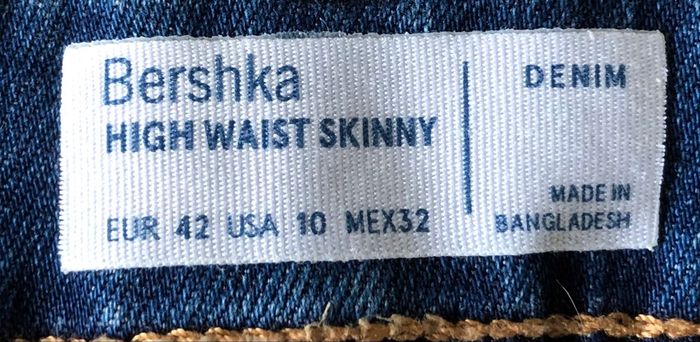 Bershka
HIGH WAIST SKINNY
EUR 42 USA 10 MEX32
DENIM
MADE IN
BANGLADESH